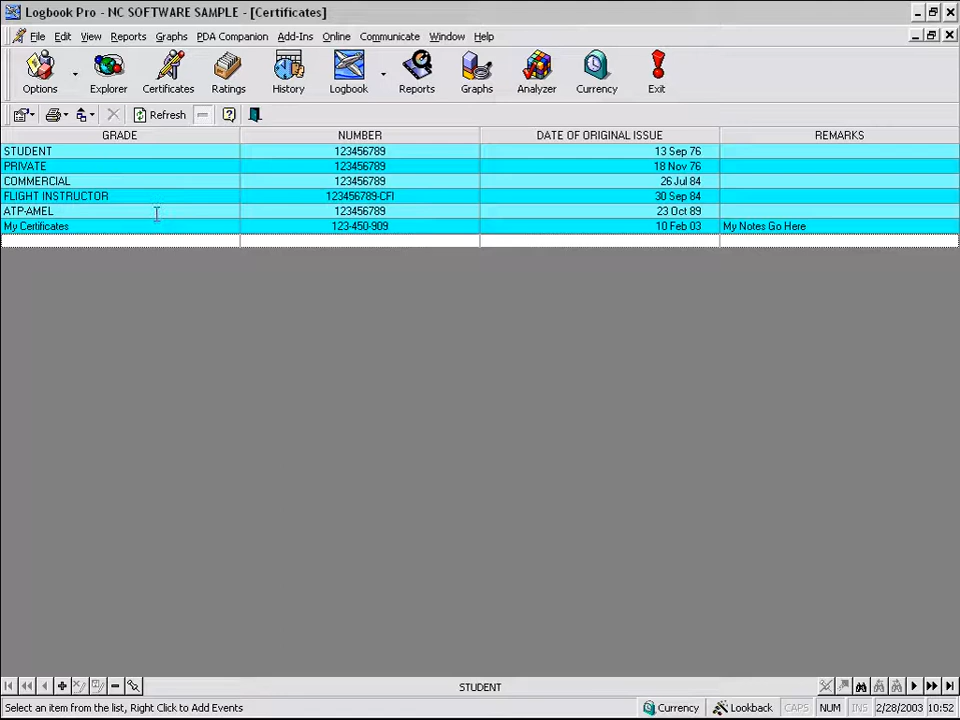 Logbook Pro - NC SOFTWARE SAMPLE - [Certificates]
File Edit View Reports Graphs PDA Companion Add-Ins Online Communicate Window Help
Options Explorer Certificates Ratings History Logbook Reports Graphs Analyzer Currency Exit
Refresh
GRADE NUMBER DATE OF ORIGINAL ISSUE REMARKS
STUDENT 123456789 13 Sep 76
PRIVATE 123456789 18 Nov 76
COMMERCIAL 123456789 26 Jul 84
FLIGHT INSTRUCTOR 123456789-CFI 30 Sep 84
ATP-AMEL 123456789 23 Oct 89
My Certificates 123-450-909 10 Feb 03 My Notes Go Here
STUDENT
Select an item from the list, Right Click to Add Events Currency Lookback CAPS NUM INS 2/28/2003 10:52